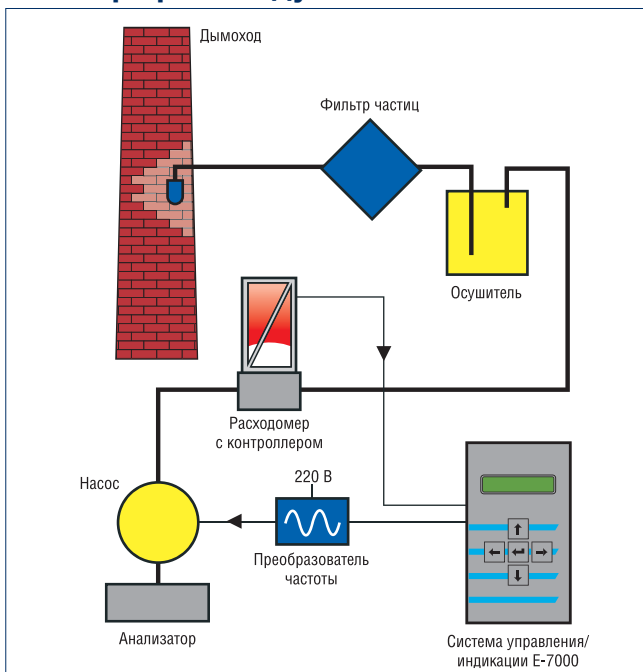 Дымоход
Фильтр частиц
Осушитель
Расходомер
с контроллером
Насос
220 В
Преобразователь
частоты
Анализатор
Система управления/
индикации Е-7000